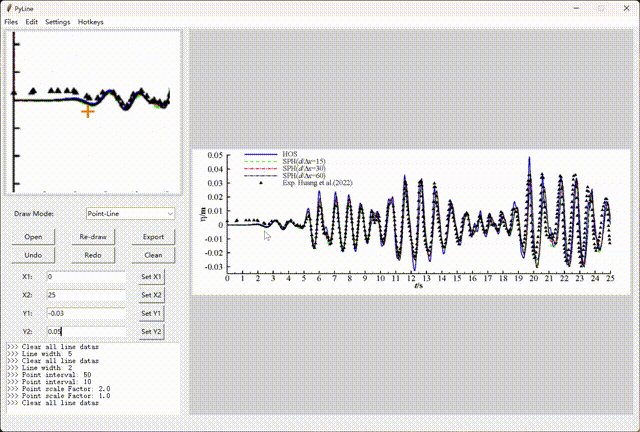 PyLine
Files Edit Settings Hotkeys
Draw Mode: Point-Line
Open Re-draw Export
Undo Redo Clean
X1: 0 Set X1
X2: 25 Set X2
Y1: -0.03 Set Y1
Y2: 0.05 Set Y2
>>> Clear all line datas
>>> Line width: 5
>>> Clear all line datas
>>> Line width: 2
>>> Point interval: 50
>>> Point interval: 10
>>> Point scale Factor: 2.0
>>> Point scale Factor: 1.0
>>> Clear all line datas
HOS
SPH(d/Δx=15)
SPH(d/Δx=30)
SPH(d/Δx=60)
Exp. Huang et al.(2022)
η/m
0.05
0.04
0.03
0.02
0.01
0
-0.01
-0.02
-0.03
0 1 2 3 4 5 6 7 8 9 10 11 12 13 14 15 16 17 18 19 20 21 22 23 24 25
t/s